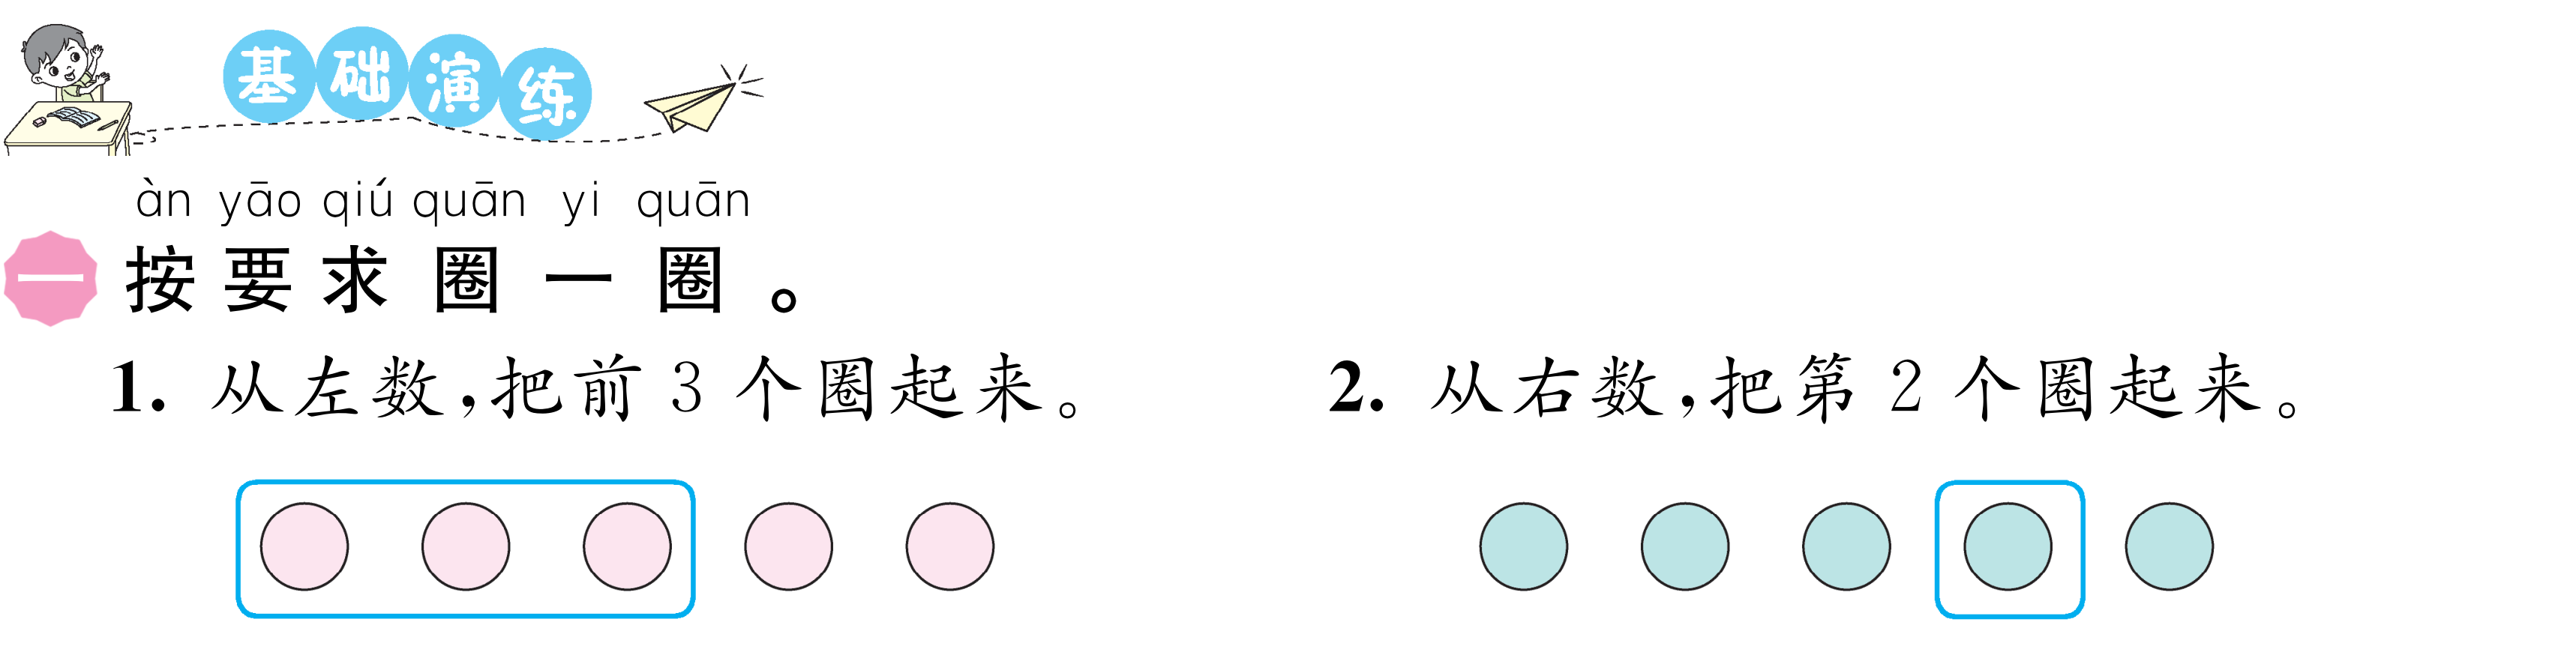 基础演练
àn yāo qiú quān yi quān
一 按要求圈一圈。
1. 从左数,把前 3 个圈起来。
2. 从右数,把第 2 个圈起来。